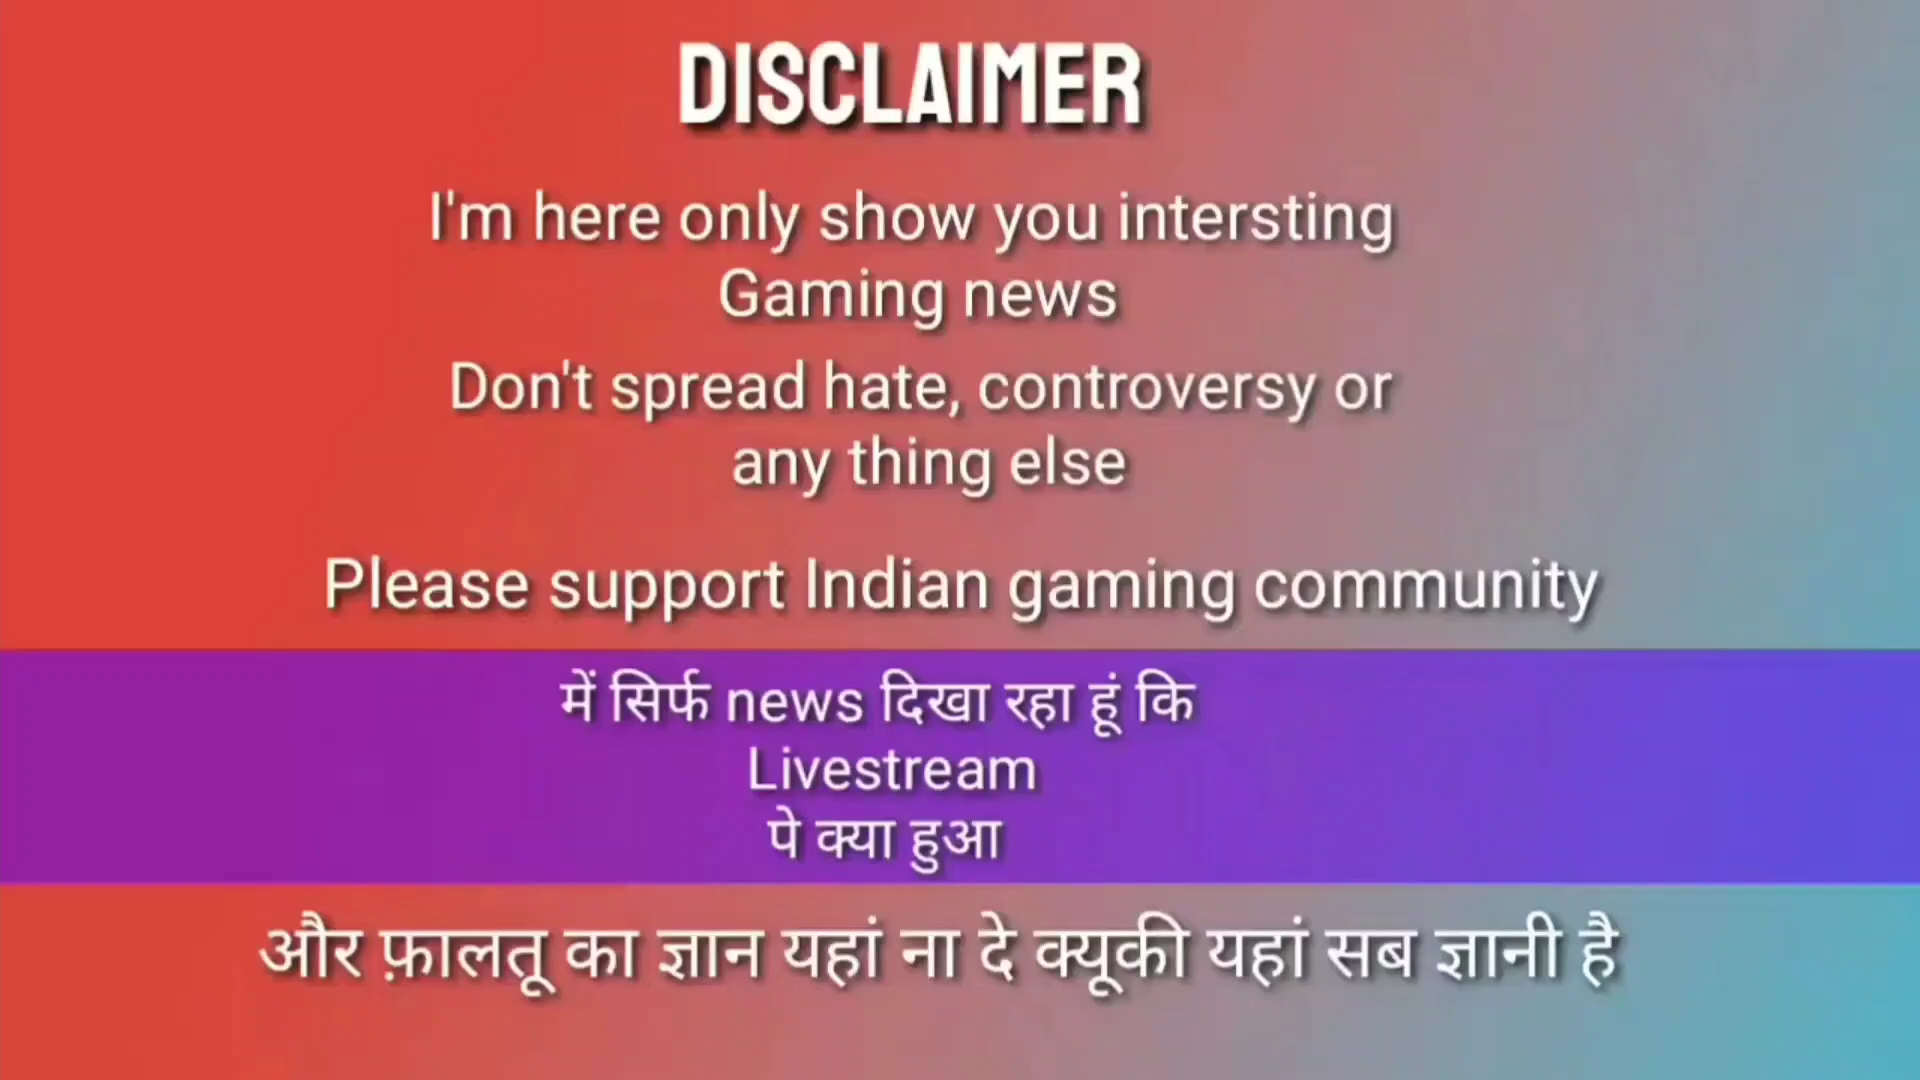 DISCLAIMER
I'm here only show you intersting
Gaming news
Don't spread hate, controversy or
any thing else
Please support Indian gaming community
में सिर्फ news दिखा रहा हूं कि
Livestream
पे क्या हुआ
और फ़ालतू का ज्ञान यहां ना दे क्यूकी यहां सब ज्ञानी है